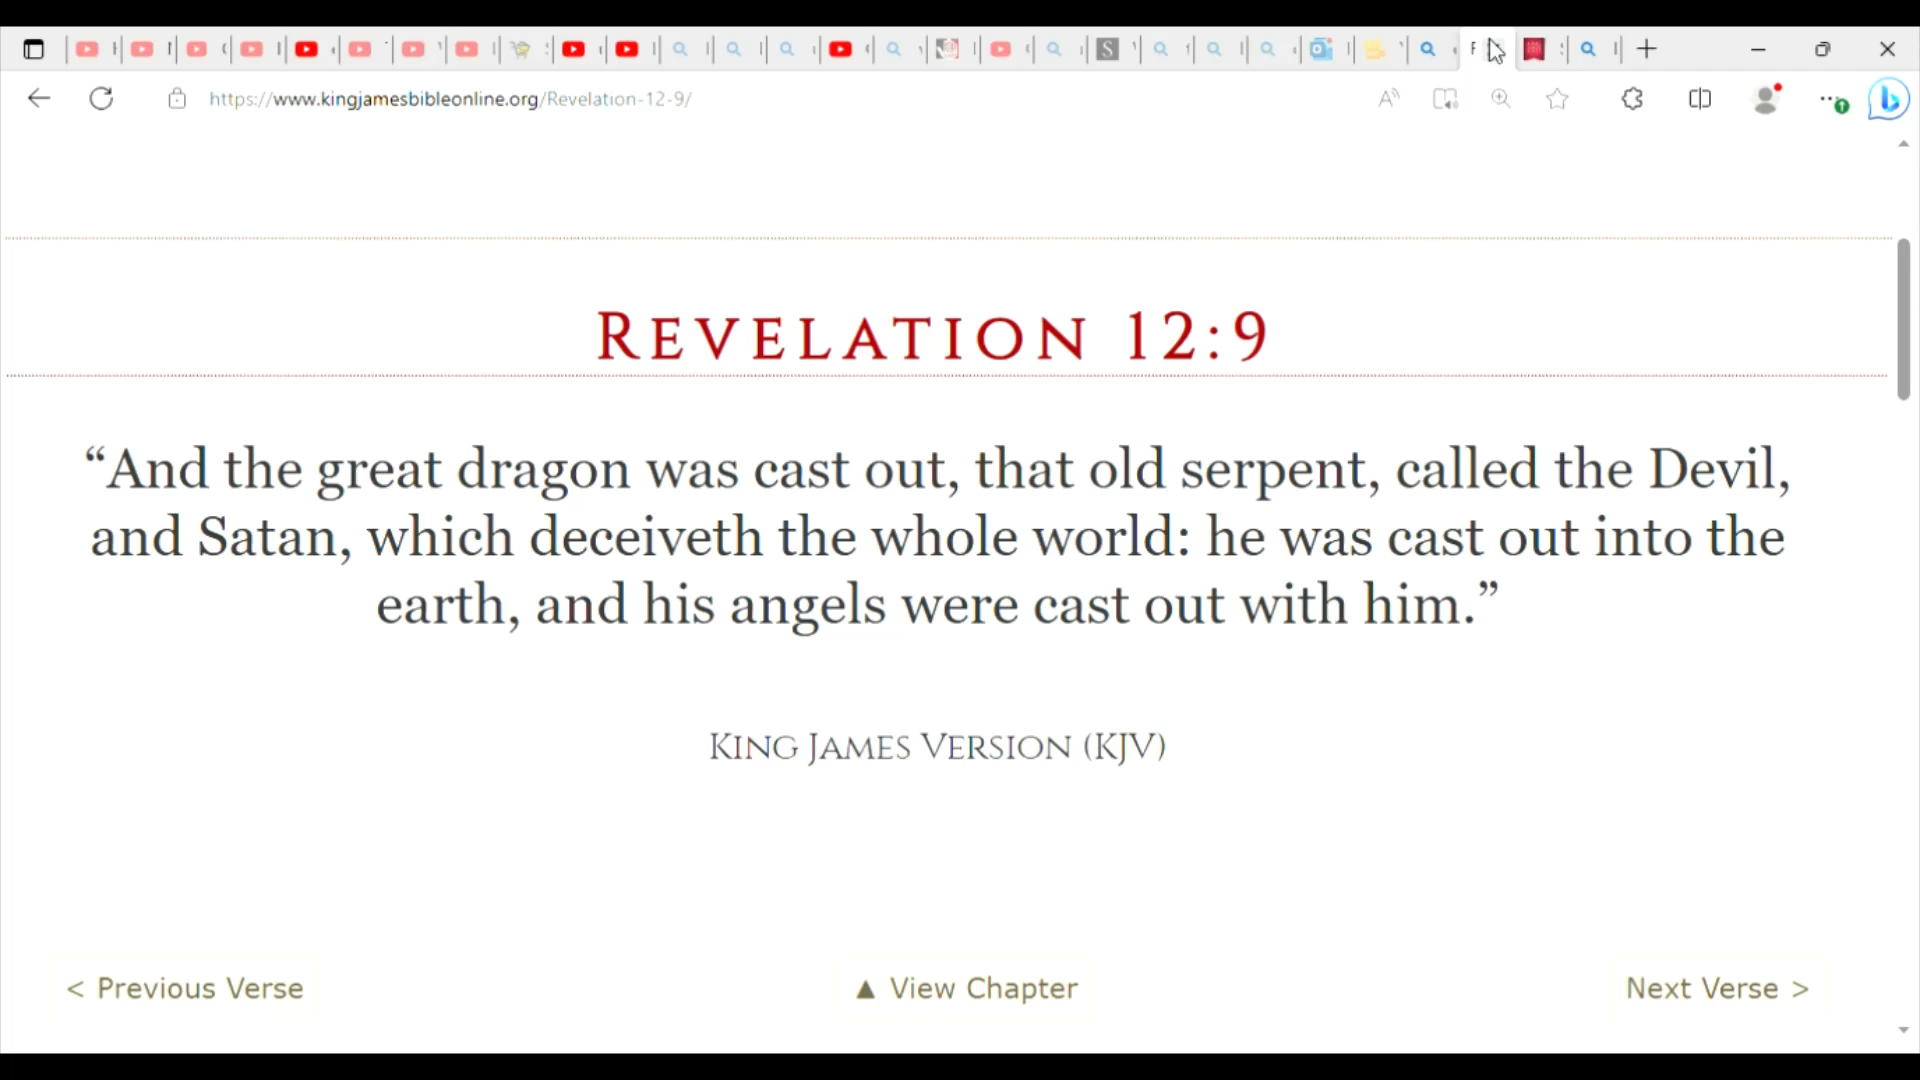 https://www.kingjamesbibleonline.org/Revelation-12-9/
REVELATION 12:9
“And the great dragon was cast out, that old serpent, called the Devil,
and Satan, which deceiveth the whole world: he was cast out into the
earth, and his angels were cast out with him.”
KING JAMES VERSION (KJV)
< Previous Verse
▲ View Chapter
Next Verse >